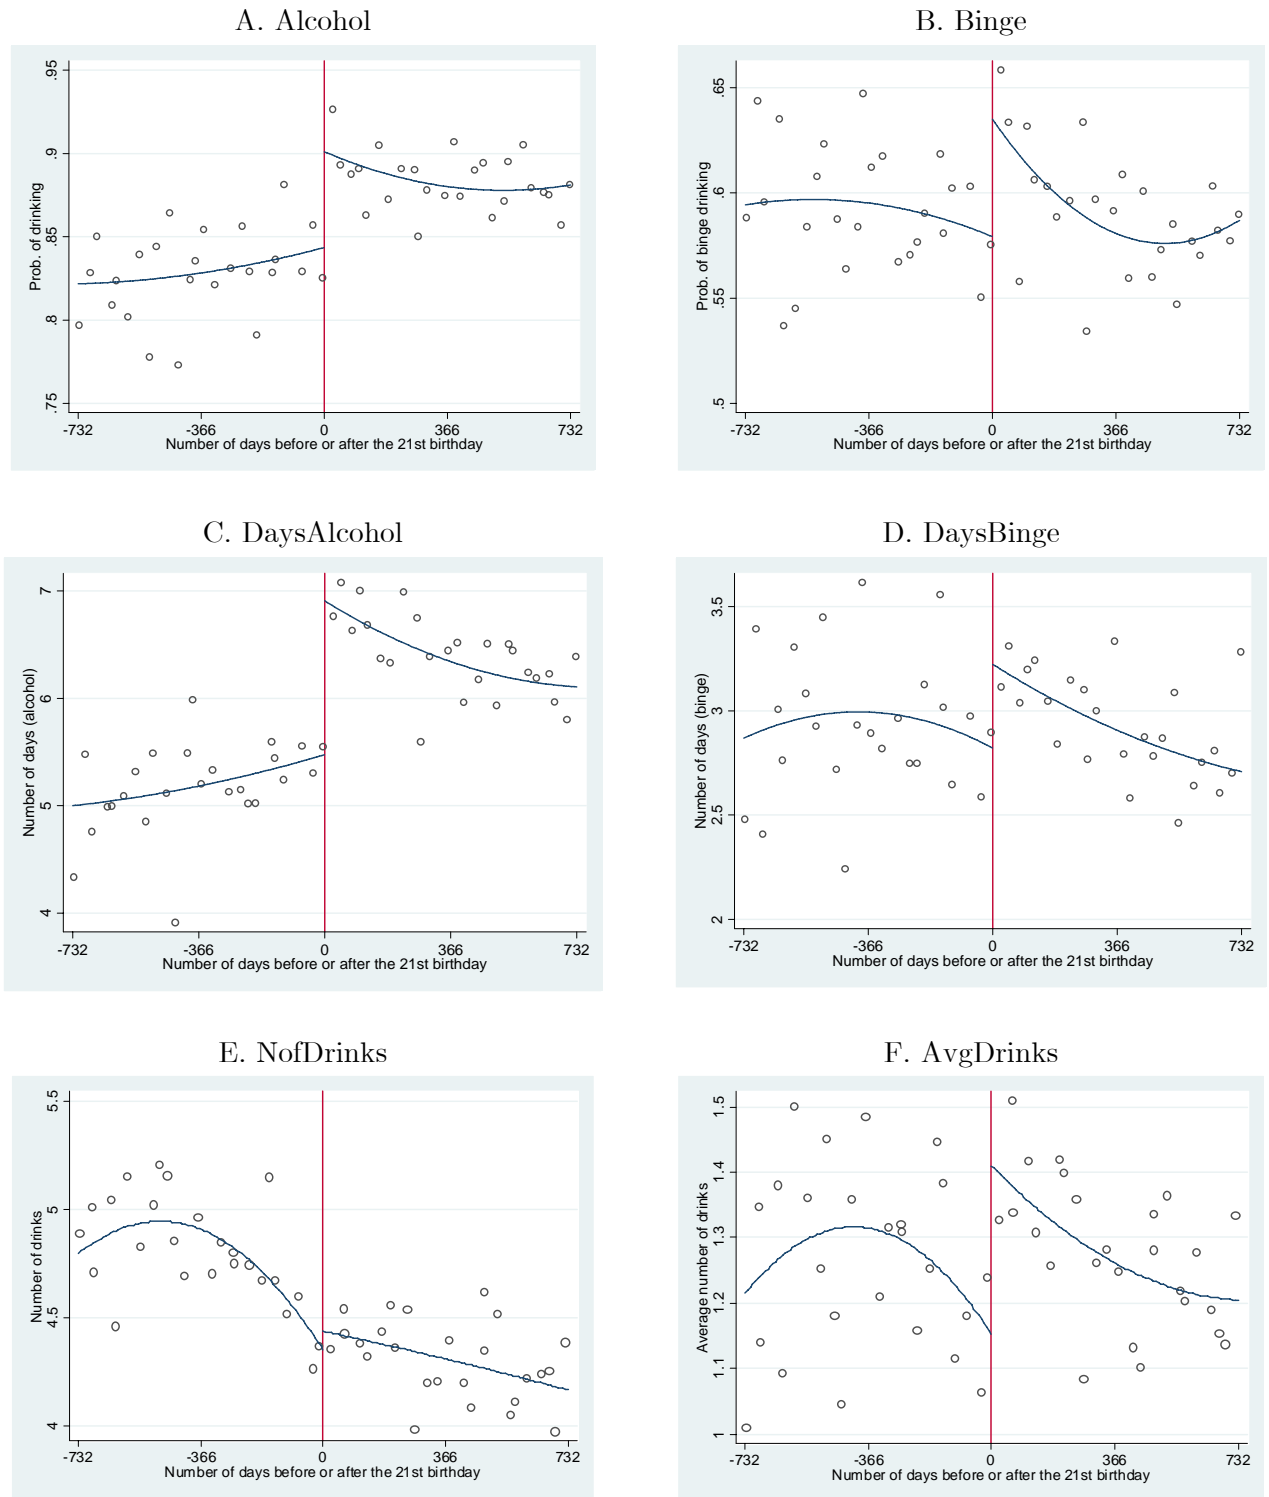 A. Alcohol
.95
.9
.85
.8
.75
Prob. of drinking
-732 -366 0 366 732
Number of days before or after the 21st birthday
B. Binge
.65
.6
.55
.5
Prob. of binge drinking
-732 -366 0 366 732
Number of days before or after the 21st birthday
C. DaysAlcohol
7
6
5
4
Number of days (alcohol)
-732 -366 0 366 732
Number of days before or after the 21st birthday
D. DaysBinge
3.5
3
2.5
2
Number of days (binge)
-732 -366 0 366 732
Number of days before or after the 21st birthday
E. NofDrinks
5.5
5
4.5
4
Number of drinks
-732 -366 0 366 732
Number of days before or after the 21st birthday
F. AvgDrinks
1.5
1.4
1.3
1.2
1.1
1
Average number of drinks
-732 -366 0 366 732
Number of days before or after the 21st birthday